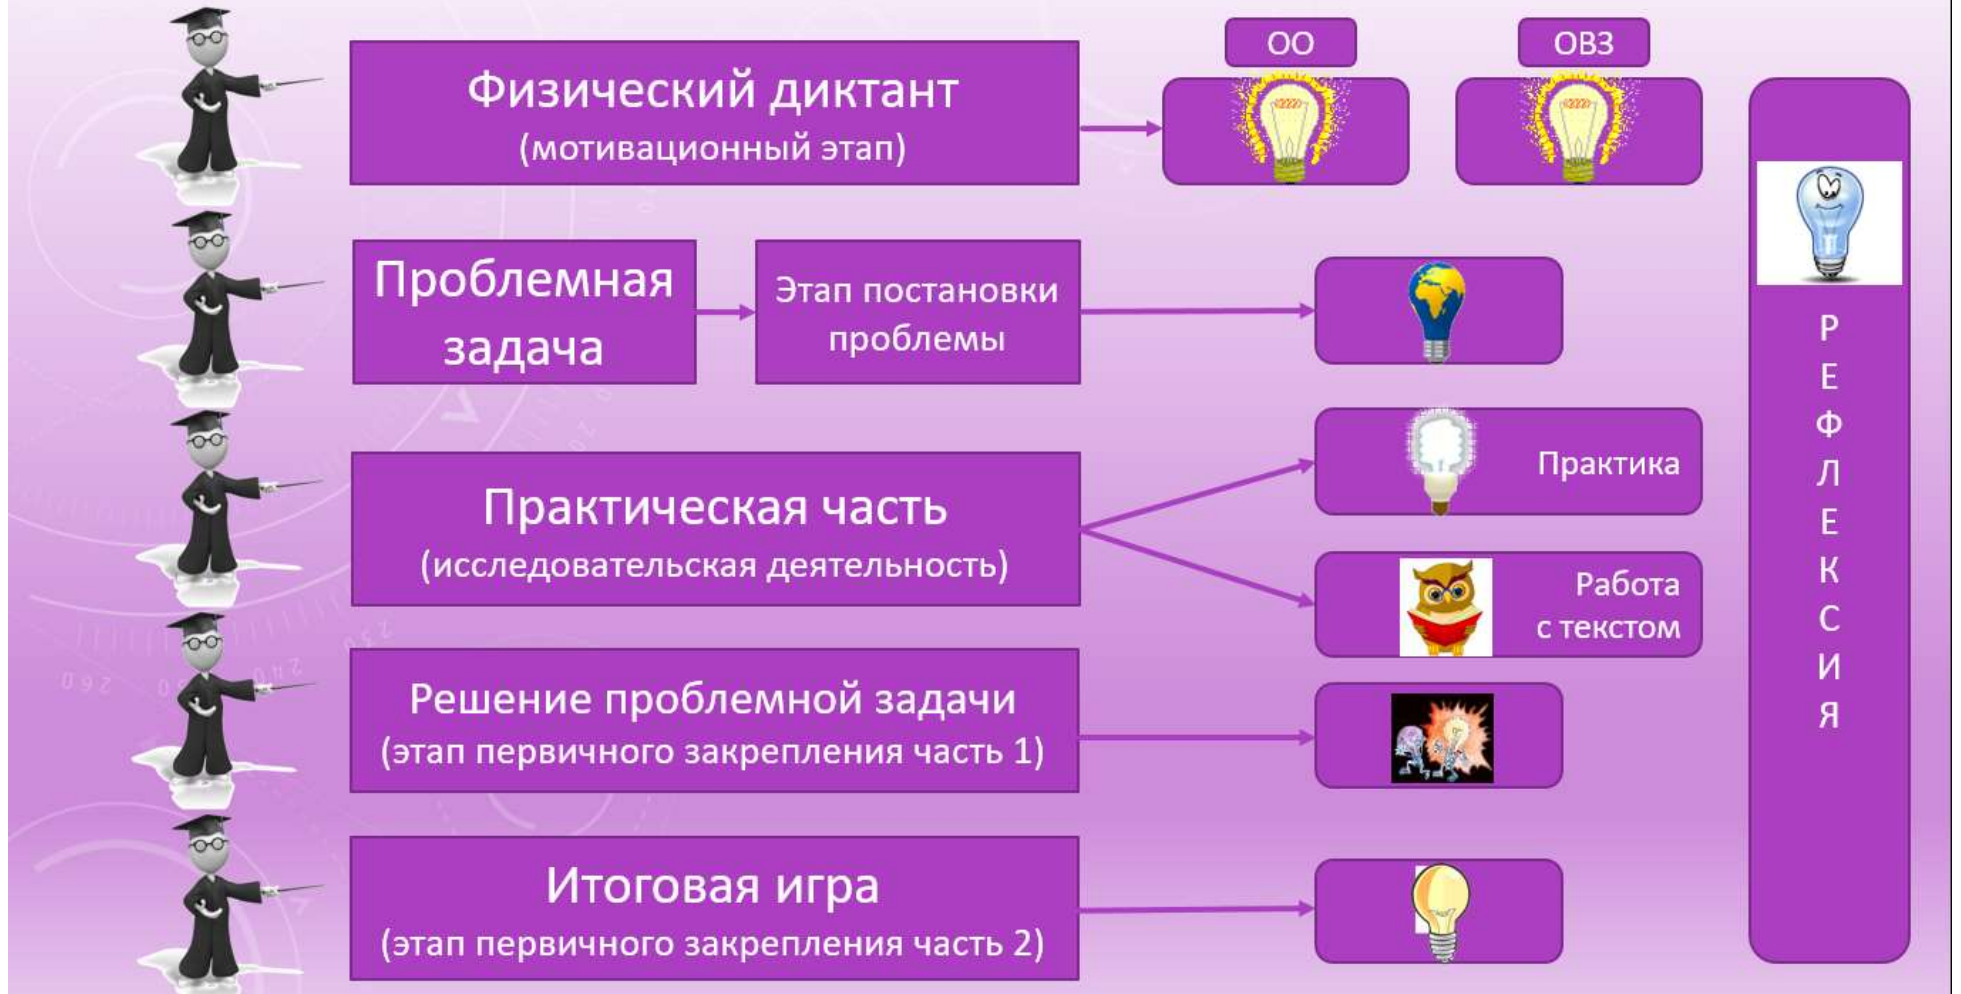 Физический диктант
(мотивационный этап)
ОО
ОВЗ
Проблемная
задача
Этап постановки
проблемы
Практическая часть
(исследовательская деятельность)
Практика
Работа
с текстом
Решение проблемной задачи
(этап первичного закрепления часть 1)
Итоговая игра
(этап первичного закрепления часть 2)
Р
Е
Ф
Л
Е
К
С
И
Я